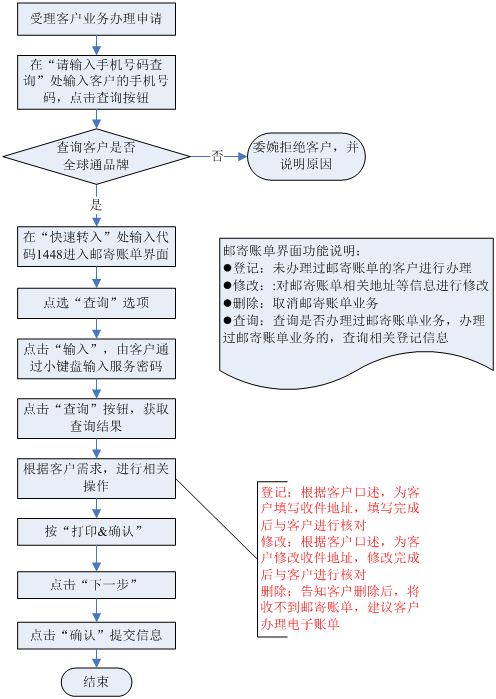 受理客户业务办理申请
在“请输入手机号码查
询”处输入客户的手机号
码，点击查询按钮
查询客户是否
全球通品牌
否
委婉拒绝客户，并
说明原因
是
在“快速转入”处输入代
码1448进入邮寄账单界面
邮寄账单界面功能说明：
●登记：未办理过邮寄账单的客户进行办理
●修改：:对邮寄账单相关地址等信息进行修改
●删除：取消邮寄账单业务
●查询：查询是否办理过邮寄账单业务，办理
过邮寄账单业务的，查询相关登记信息
点选“查询”选项
点击“输入”，由客户通
过小键盘输入服务密码
点击“查询”按钮，获取
查询结果
根据客户需求，进行相关
操作
登记：根据客户口述，为客
户填写收件地址，填写完成
后与客户进行核对
修改：根据客户口述，为客
户修改收件地址，修改完成
后与客户进行核对
删除：告知客户删除后，将
收不到邮寄账单，建议客户
办理电子账单
按“打印&确认”
点击“下一步”
点击“确认”提交信息
结束